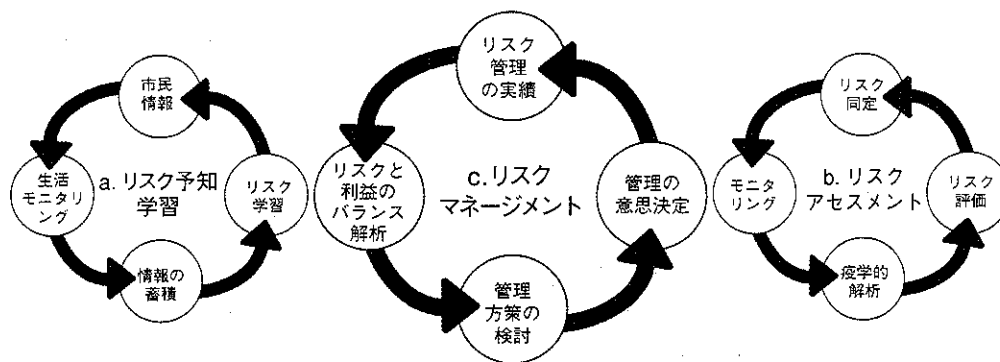 市民
情報
生活
モニタリ
ング
a. リスク予知
学習
リスク
学習
情報の
蓄積
リスク
管理
の実績
リスクと
利益の
バランス
解析
c. リスク
マネージメント
管理の
意思決定
管理
方策の
検討
リスク
同定
モニタ
リング
b. リスク
アセスメント
リスク
評価
疫学的
解析